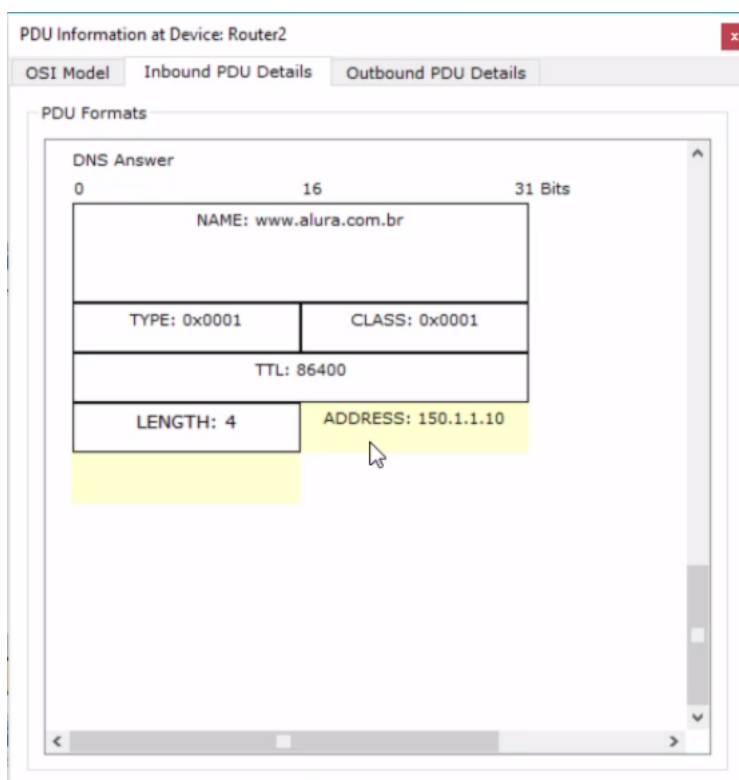 PDU Information at Device: Router2
x
OSI Model Inbound PDU Details Outbound PDU Details
PDU Formats
DNS Answer
0 16 31 Bits
NAME: www.alura.com.br
TYPE: 0x0001 CLASS: 0x0001
TTL: 86400
LENGTH: 4 ADDRESS: 150.1.1.10